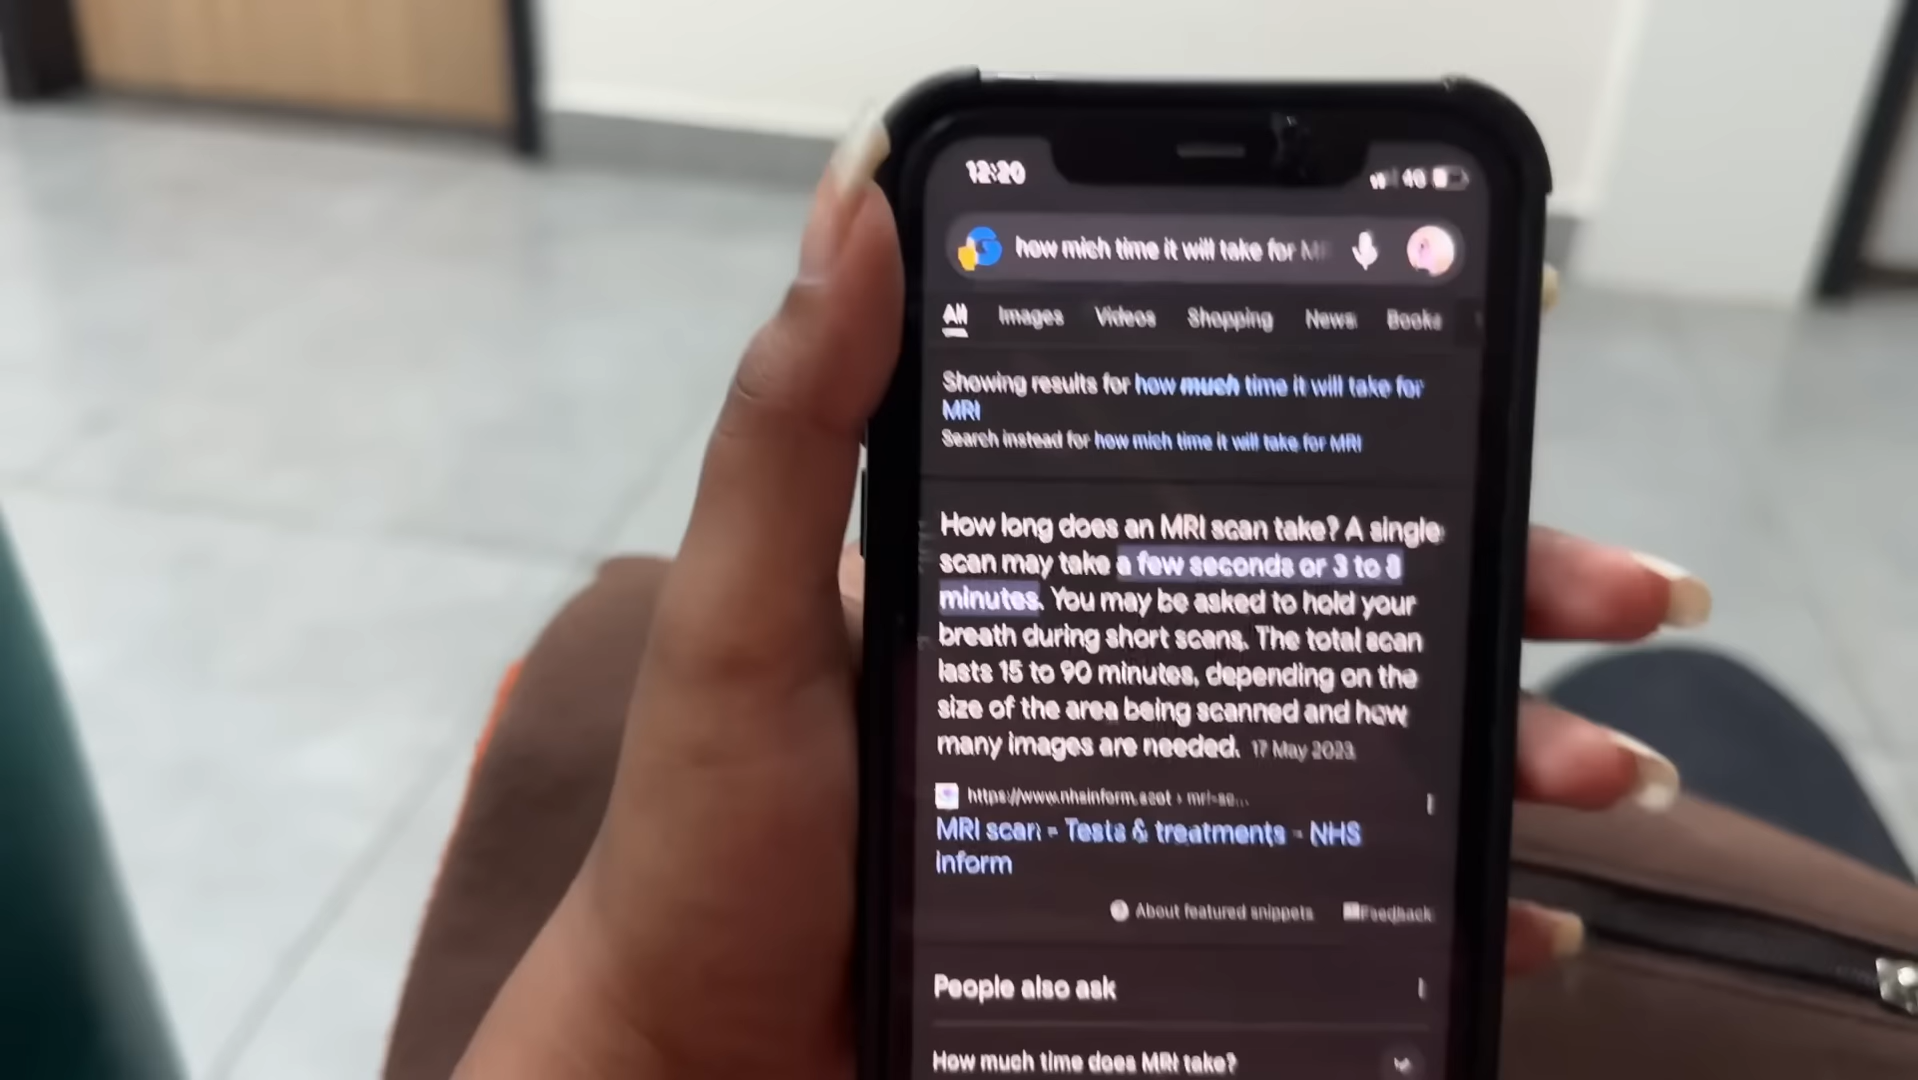 12:20
4G
how mich time it will take for
All Images Videos Shopping News Books
Showing results for how much time it will take for
MRI
Search instead for how mich time it will take for MRI
How long does an MRI scan take? A single
scan may take a few seconds or 3 to 8
minutes. You may be asked to hold your
breath during short scans. The total scan
lasts 15 to 90 minutes, depending on the
size of the area being scanned and how
many images are needed. 17 May 2023
https://www.nhsinform.scot › mri-sc...
MRI scan - Tests & treatments - NHS
inform
About featured snippets Feedback
People also ask
How much time does MRI take?